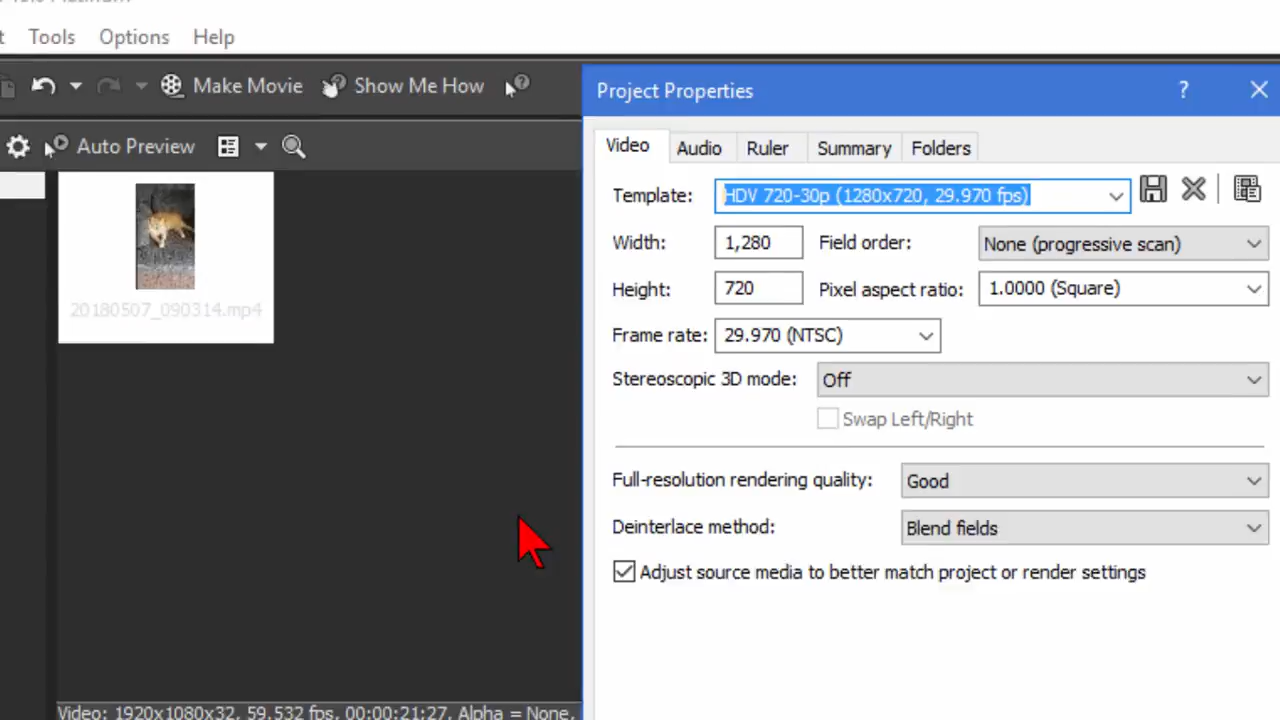 t Tools Options Help
Make Movie Show Me How
Auto Preview
20180507_090314.mp4
Video: 1920x1080x32, 59.532 fps, 00:00:21:27, Alpha = None,
Project Properties ?
Video Audio Ruler Summary Folders
Template: HDV 720-30p (1280x720, 29.970 fps)
Width: 1,280 Field order: None (progressive scan)
Height: 720 Pixel aspect ratio: 1.0000 (Square)
Frame rate: 29.970 (NTSC)
Stereoscopic 3D mode: Off
Swap Left/Right
Full-resolution rendering quality: Good
Deinterlace method: Blend fields
Adjust source media to better match project or render settings